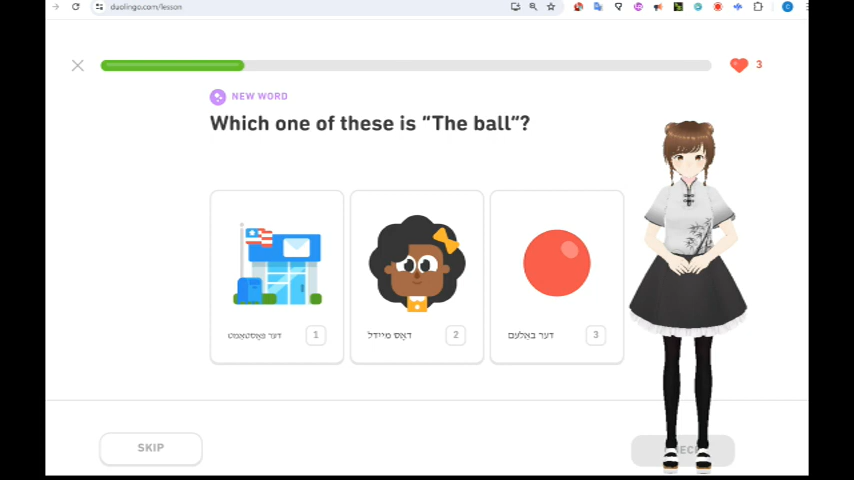 duolingo.com/lesson
3
NEW WORD
Which one of these is "The ball"?
דער פּאָסטאַמט 1
דאָס מיידל 2
דער באַלעם 3
SKIP